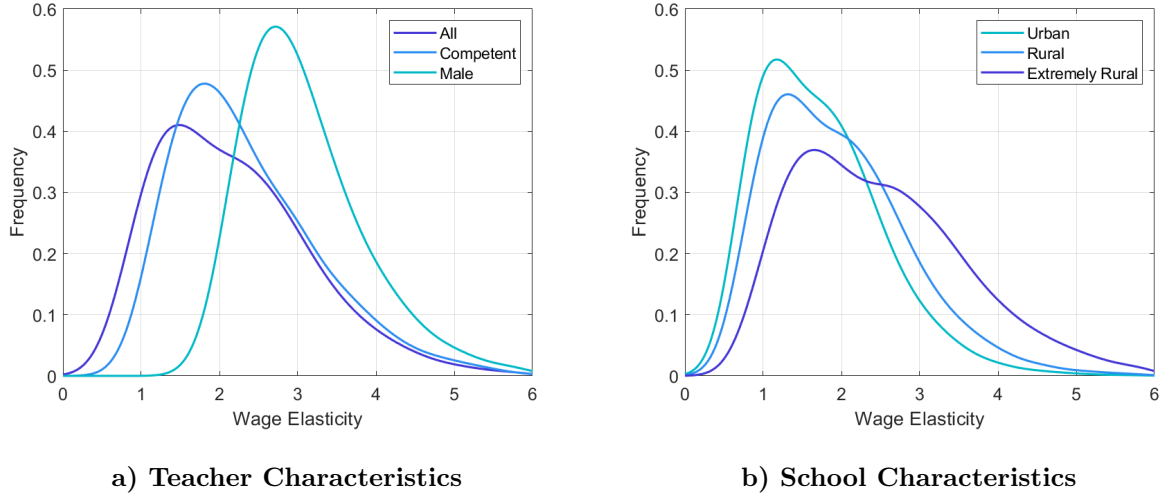 0.6
0.5
0.4
0.3
0.2
0.1
0
Frequency
0 1 2 3 4 5 6
Wage Elasticity
All
Competent
Male
a) Teacher Characteristics
0.6
0.5
0.4
0.3
0.2
0.1
0
Frequency
0 1 2 3 4 5 6
Wage Elasticity
Urban
Rural
Extremely Rural
b) School Characteristics